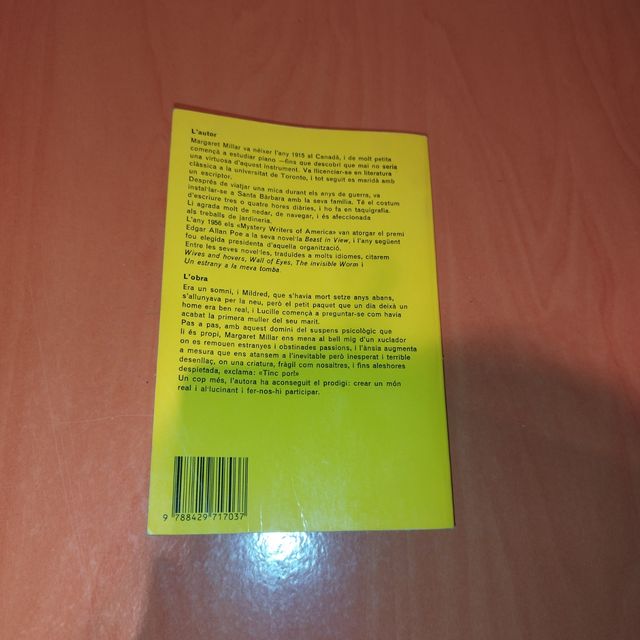 L'autor
Margaret Millar va néixer l'any 1915 al Canadà, i de molt petita
començà a estudiar piano —fins que descobrí que mai no seria
una virtuosa d'aquest instrument. Va llicenciar-se en literatura
clàssica a la universitat de Toronto, i tot seguit es maridà amb
un escriptor.
Després de viatjar una mica durant els anys de guerra, va
instal·lar-se a Santa Bàrbara amb la seva família. Té el costum
d'escriure tres o quatre hores diàries, i ho fa en taquigrafia.
Li agrada molt de nedar, de navegar, i és afeccionada
als treballs de jardineria.
L'any 1956 els «Mystery Writers of America» van atorgar el premi
Edgar Allan Poe a la seva novel·la Beast in View, i l'any següent
fou elegida presidenta d'aquella organització.
Entre les seves novel·les, traduïdes a molts idiomes, citarem
Wives and hovers, Wall of Eyes, The invisible Worm i
Un estrany a la meva tomba.
L'obra
Era un somni, i Mildred, que s'havia mort setze anys abans,
s'allunyava per la neu, però el petit paquet que un dia deixà un
home era ben real, i Lucille començà a preguntar-se com havia
acabat la primera muller del seu marit.
Pas a pas, amb aquest domini del suspens psicològic que
li és propi, Margaret Millar ens mena al bell mig d'un xuclador
on es remouen estranyes i obstinades passions, i l'ànsia augmenta
a mesura que ens atansem a l'inevitable però inesperat i terrible
desenllaç, on una criatura, fràgil com nosaltres, i fins aleshores
despietada, exclama: «Tinc por!»
Un cop més, l'autora ha aconseguit el prodigi: crear un món
real i al·lucinant i fer-nos-hi participar.
9 788429 717037